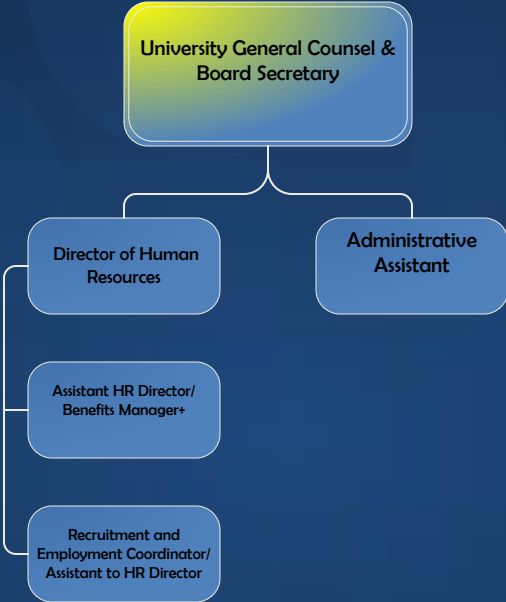 University General Counsel &
Board Secretary
Director of Human
Resources
Administrative
Assistant
Assistant HR Director/
Benefits Manager+
Recruitment and
Employment Coordinator/
Assistant to HR Director